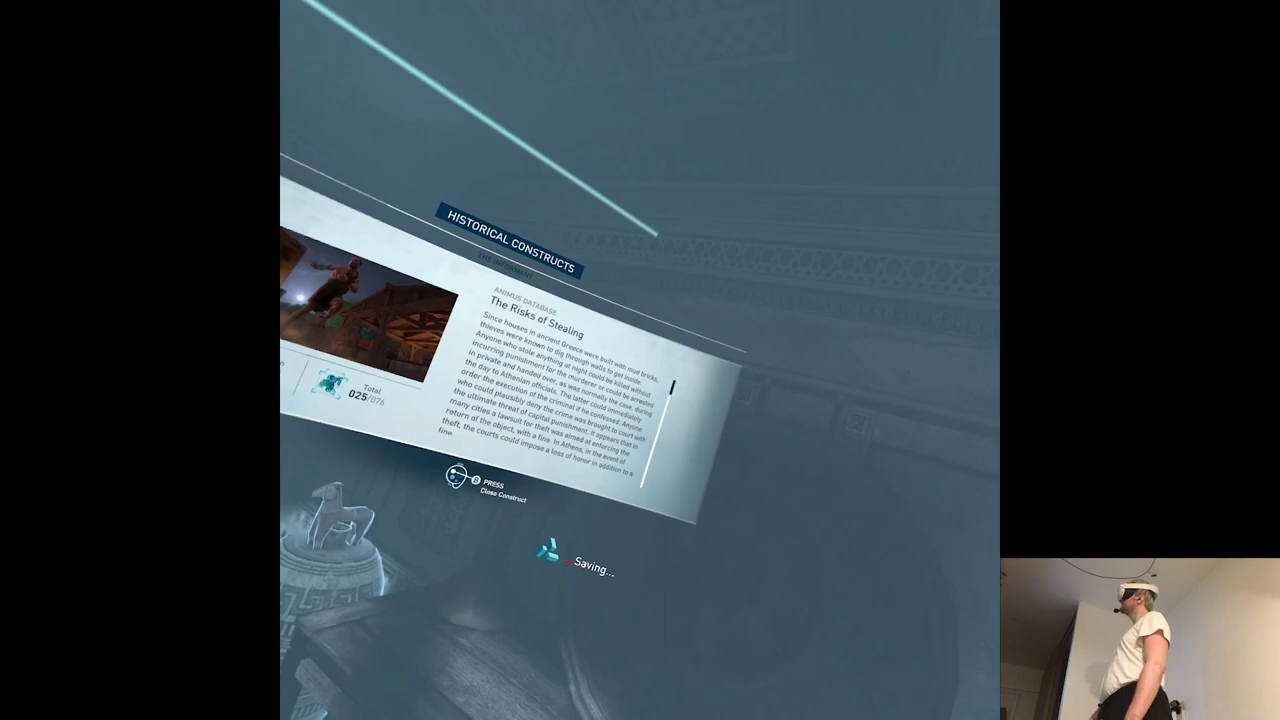 HISTORICAL CONSTRUCTS
THE INFORMANT
ANIMUS DATABASE
The Risks of Stealing
Since houses in ancient Greece were built with mud bricks,
thieves were known to dig through walls to get inside.
Anyone who stole anything at night could be killed without
incurring punishment for the murderer or could be arrested
in private and handed over, as was normally the case, during
the day to Athenian officials. The latter could immediately
order the execution of the criminal if he confessed. Anyone
who could plausibly deny the crime was brought to court with
the ultimate threat of capital punishment. It appears that in
many cities a lawsuit for theft was aimed at enforcing the
return of the object, with a fine. In Athens, in the event of
theft, the courts could impose a loss of honor in addition to a
fine.
Total
025/076
B PRESS
Close Construct
Saving...